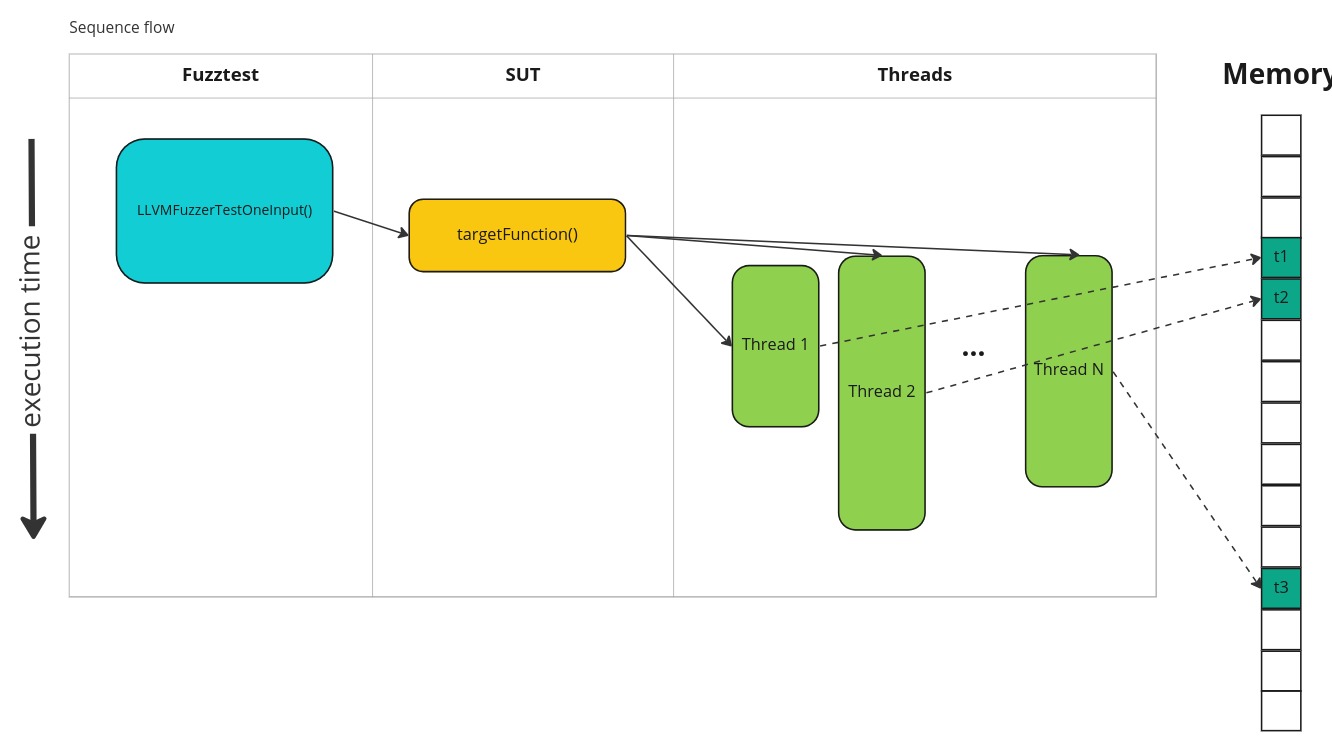 Sequence flow
Fuzztest
SUT
Threads
Memory
execution time
LLVMFuzzerTestOneInput()
targetFunction()
Thread 1
Thread 2
...
Thread N
t1
t2
t3